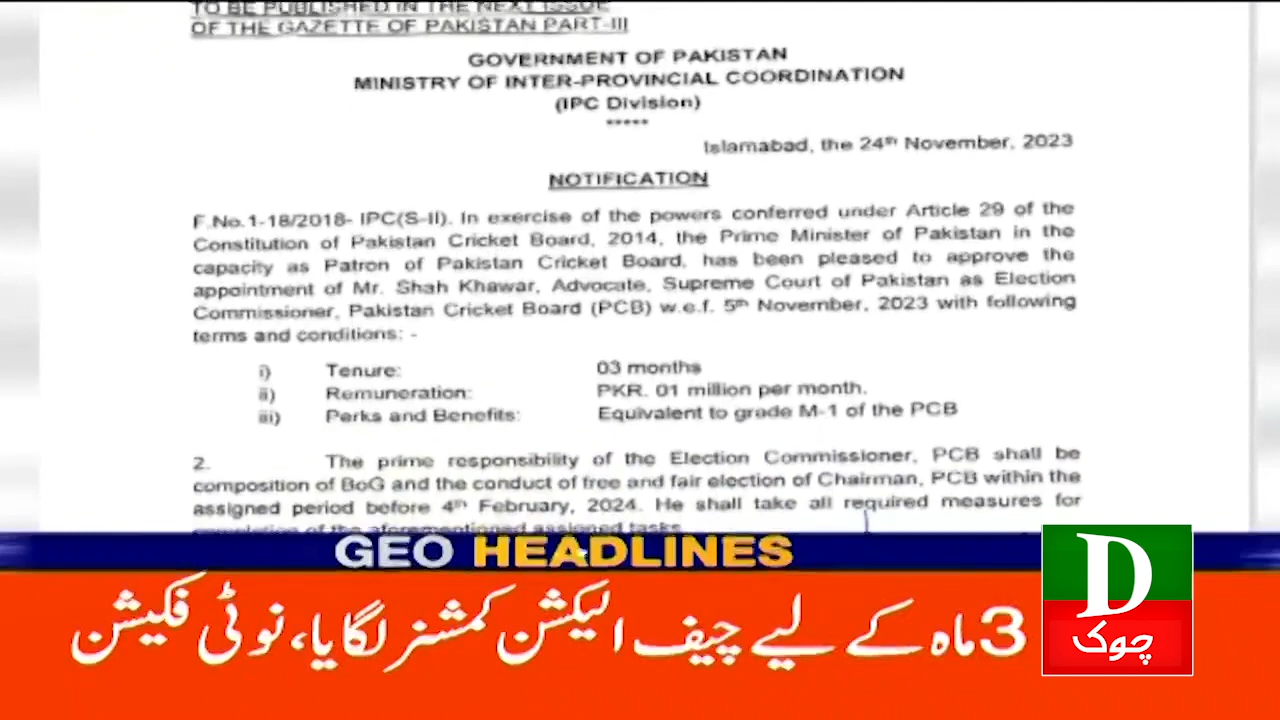 TO BE PUBLISHED IN THE NEXT ISSUE
OF THE GAZETTE OF PAKISTAN PART-III
GOVERNMENT OF PAKISTAN
MINISTRY OF INTER-PROVINCIAL COORDINATION
(IPC Division)
*****
Islamabad, the 24th November, 2023
NOTIFICATION
F.No.1-18/2018- IPC(S-II). In exercise of the powers conferred under Article 29 of the
Constitution of Pakistan Cricket Board, 2014, the Prime Minister of Pakistan in the
capacity as Patron of Pakistan Cricket Board, has been pleased to approve the
appointment of Mr. Shah Khawar, Advocate, Supreme Court of Pakistan as Election
Commissioner, Pakistan Cricket Board (PCB) w.e.f. 5th November, 2023 with following
terms and conditions: -
i) Tenure: 03 months
ii) Remuneration: PKR. 01 million per month.
iii) Perks and Benefits: Equivalent to grade M-1 of the PCB
2. The prime responsibility of the Election Commissioner, PCB shall be
composition of BoG and the conduct of free and fair election of Chairman, PCB within the
assigned period before 4th February, 2024. He shall take all required measures for
completion of the aforementioned assigned tasks.
GEO HEADLINES
3 ماہ کے لیے چیف الیکشن کمشنر لگایا، نوٹی فکیشن
D
چوک